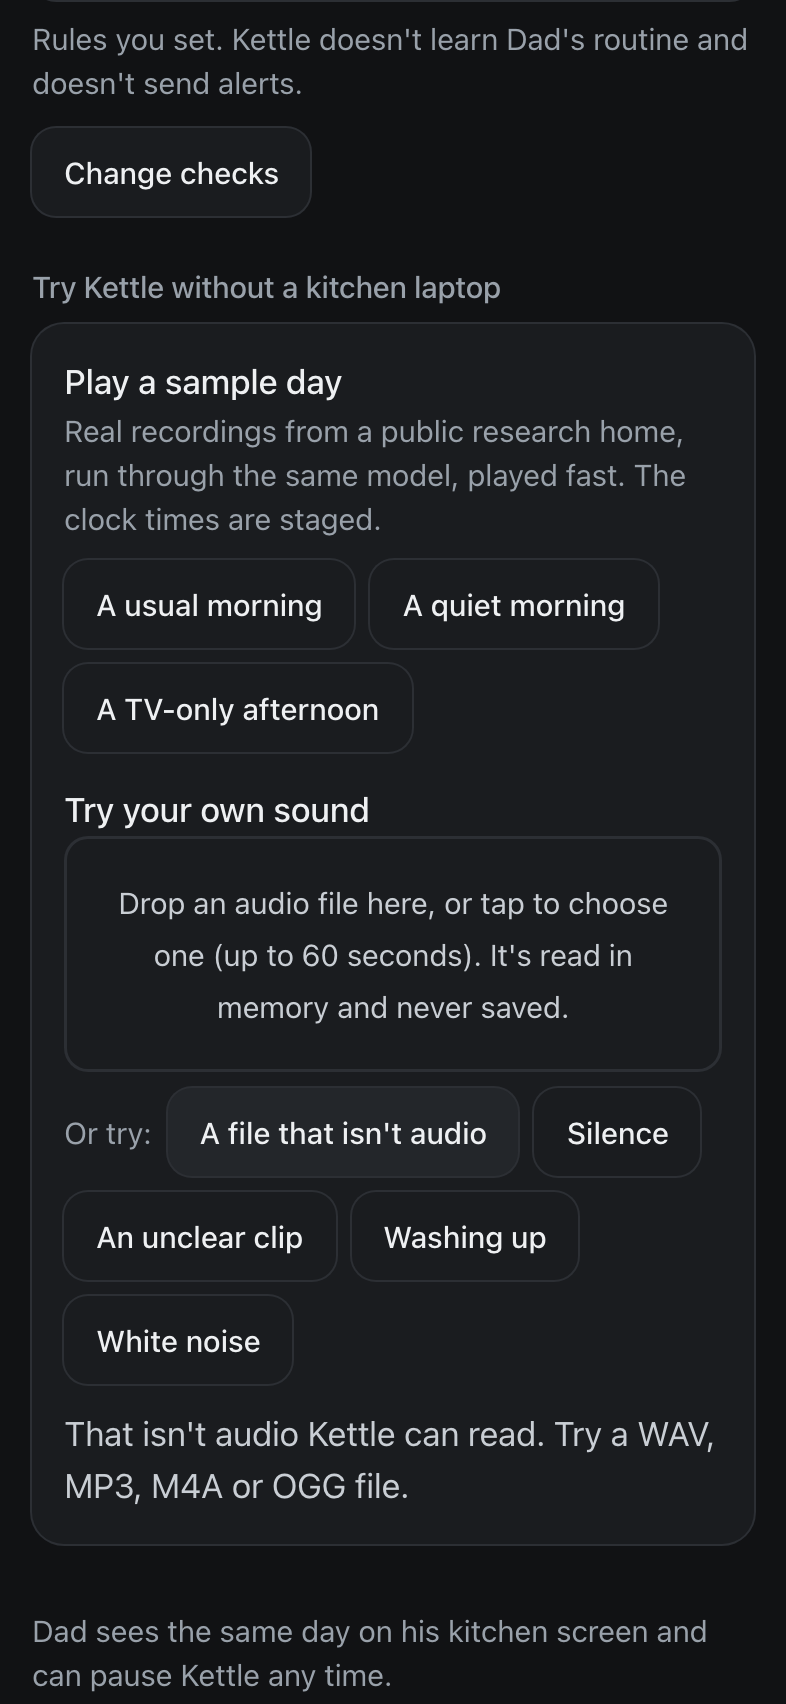 Rules you set. Kettle doesn't learn Dad's routine and
doesn't send alerts.
Change checks
Try Kettle without a kitchen laptop
Play a sample day
Real recordings from a public research home,
run through the same model, played fast. The
clock times are staged.
A usual morning
A quiet morning
A TV-only afternoon
Try your own sound
Drop an audio file here, or tap to choose
one (up to 60 seconds). It's read in
memory and never saved.
Or try:
A file that isn't audio
Silence
An unclear clip
Washing up
White noise
That isn't audio Kettle can read. Try a WAV,
MP3, M4A or OGG file.
Dad sees the same day on his kitchen screen and
can pause Kettle any time.